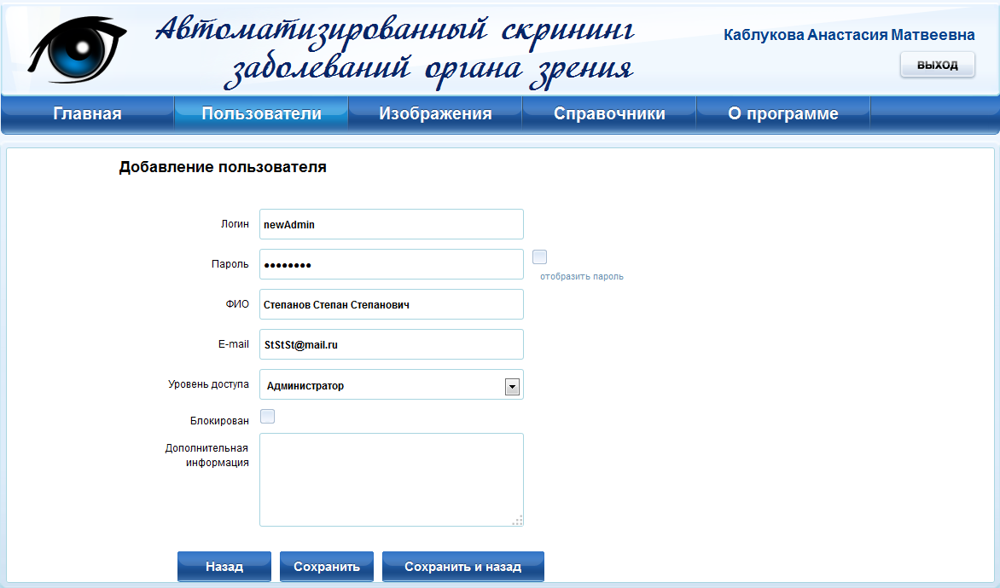 Автоматизированный скрининг
заболеваний органа зрения
Каблукова Анастасия Матвеевна
выход
Главная
Пользователи
Изображения
Справочники
О программе
Добавление пользователя
Логин
newAdmin
Пароль
••••••••
отобразить пароль
ФИО
Степанов Степан Степанович
E-mail
StStSt@mail.ru
Уровень доступа
Администратор
Блокирован
Дополнительная
информация
Назад
Сохранить
Сохранить и назад